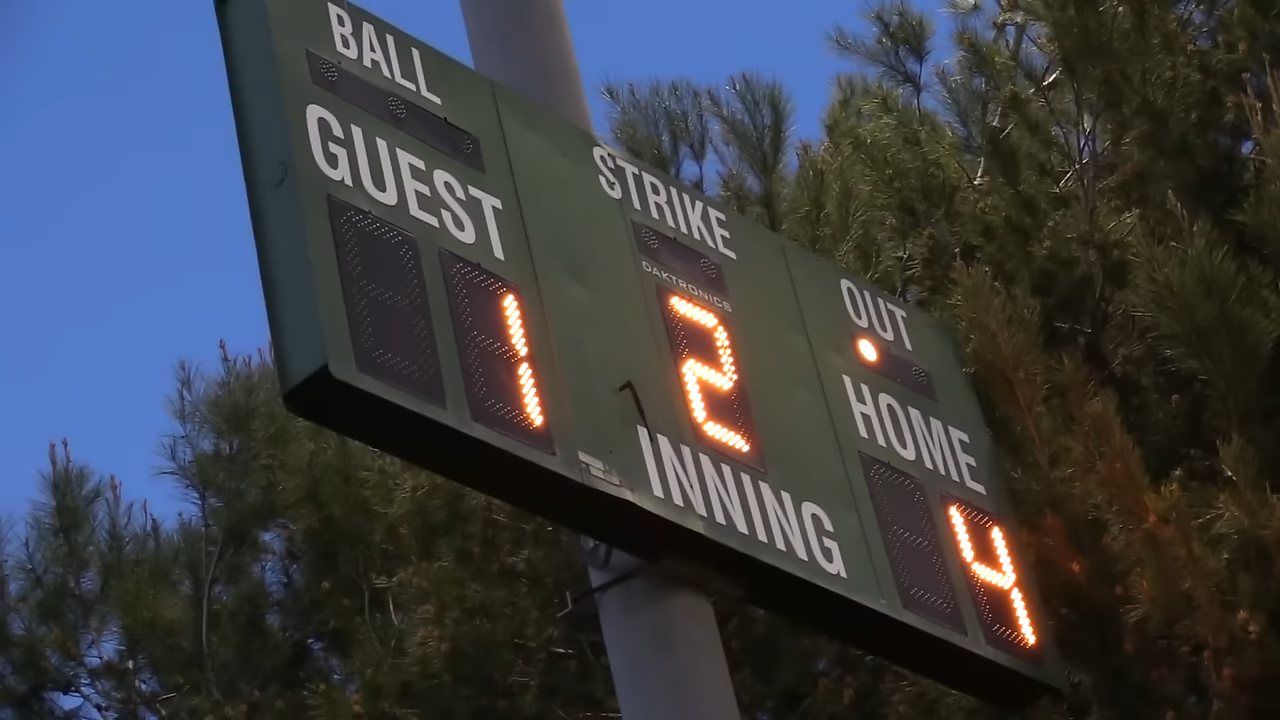 BALL
GUEST
1
STRIKE
DAKTRONICS
2
INNING
OUT
HOME
4